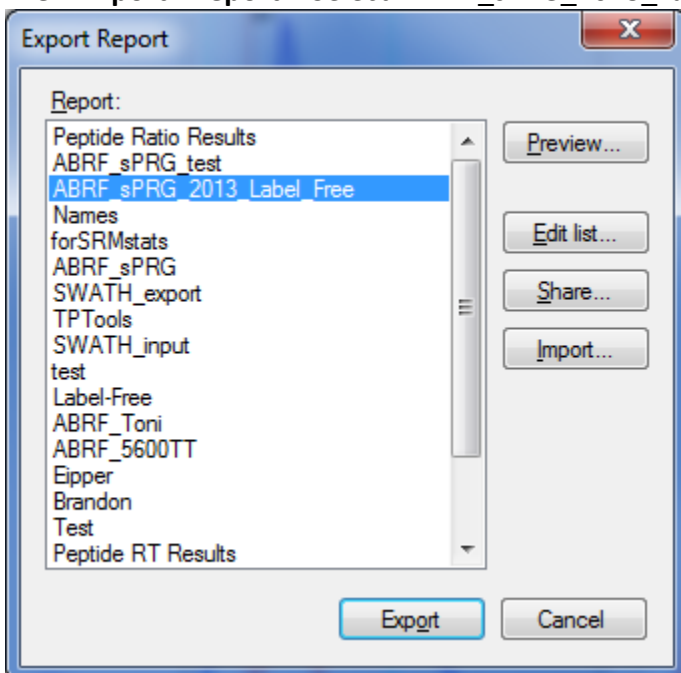 Export Report
Report:
Peptide Ratio Results
ABRF_sPRG_test
ABRF_sPRG_2013_Label_Free
Names
forSRMstats
ABRF_sPRG
SWATH_export
TPTools
SWATH_input
test
Label-Free
ABRF_Toni
ABRF_5600TT
Eipper
Brandon
Test
Peptide RT Results
Preview...
Edit list...
Share...
Import...
Export
Cancel